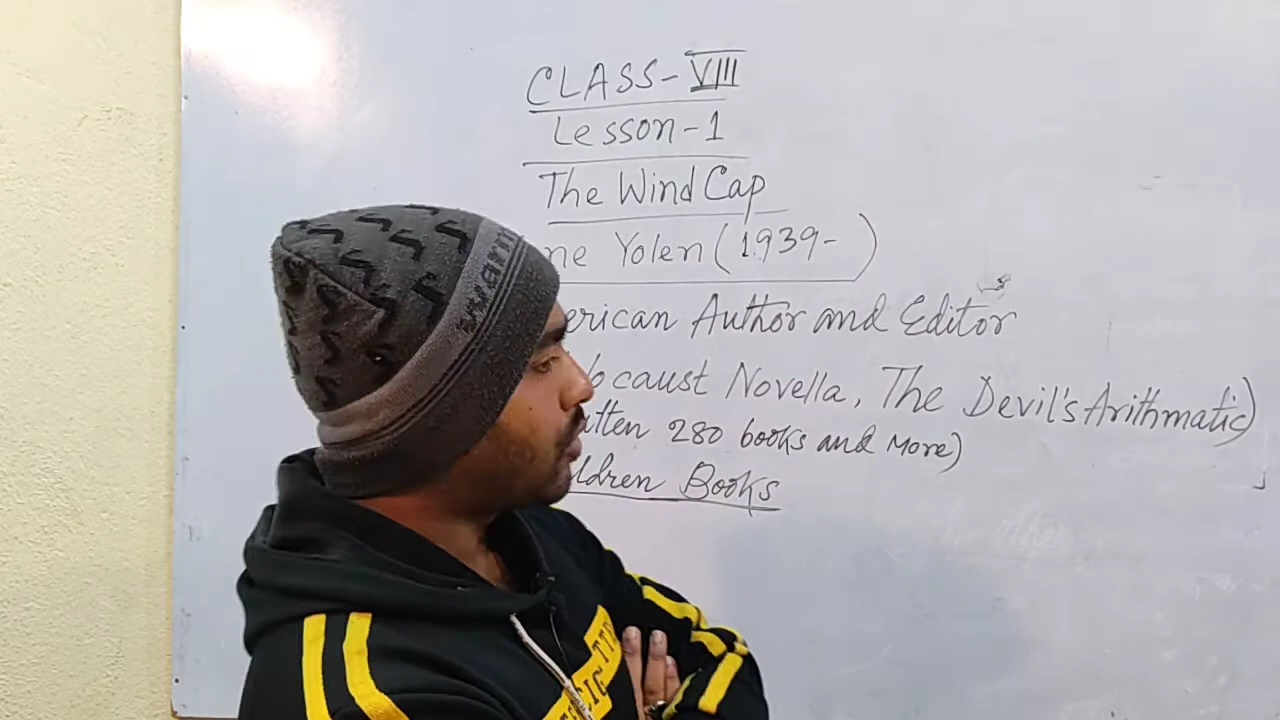 CLASS-VIII
Lesson-1
The Wind Cap
ne Yolen (1939- )
erican Author and Editor
ocaust Novella, The Devil's Arithmatic)
itten 280 books and More)
ldren Books
warm